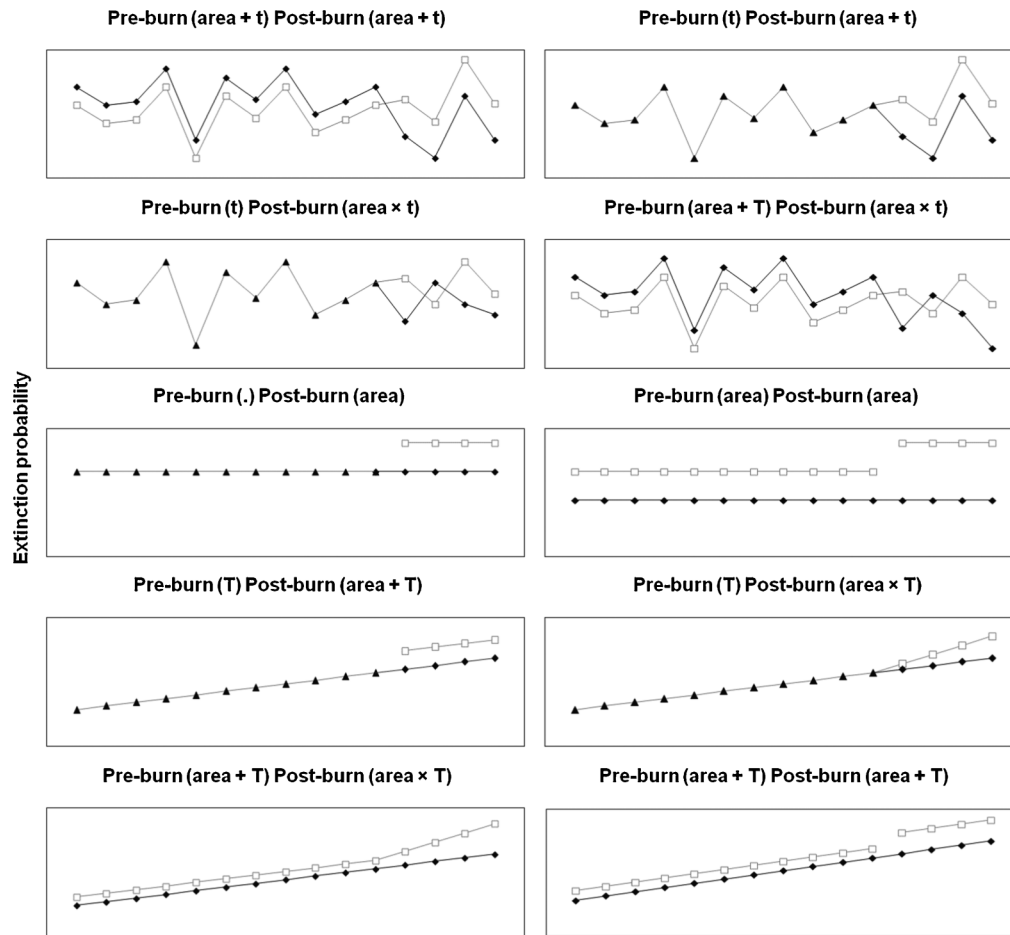 Pre-burn (area + t) Post-burn (area + t)
Pre-burn (t) Post-burn (area + t)
Pre-burn (t) Post-burn (area × t)
Pre-burn (area + T) Post-burn (area × t)
Pre-burn (.) Post-burn (area)
Pre-burn (area) Post-burn (area)
Extinction probability
Pre-burn (T) Post-burn (area + T)
Pre-burn (T) Post-burn (area × T)
Pre-burn (area + T) Post-burn (area × T)
Pre-burn (area + T) Post-burn (area + T)